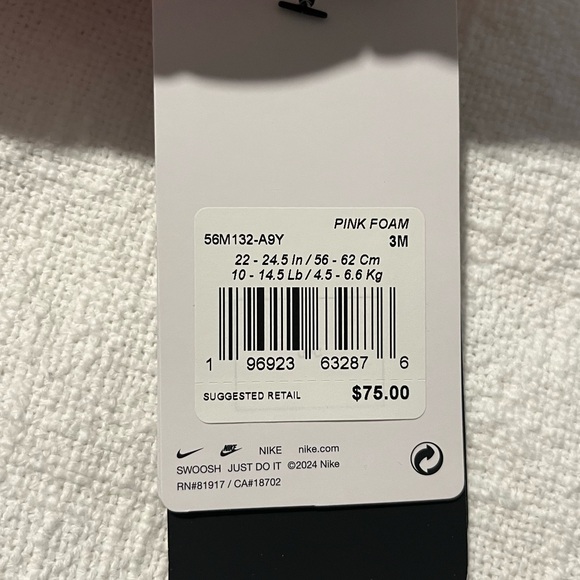 PINK FOAM
56M132-A9Y 3M
22 - 24.5 In / 56 - 62 Cm
10 - 14.5 Lb / 4.5 - 6.6 Kg
1 96923 63287 6
SUGGESTED RETAIL $75.00
NIKE NIKE nike.com
SWOOSH JUST DO IT ©2024 Nike
RN#81917 / CA#18702